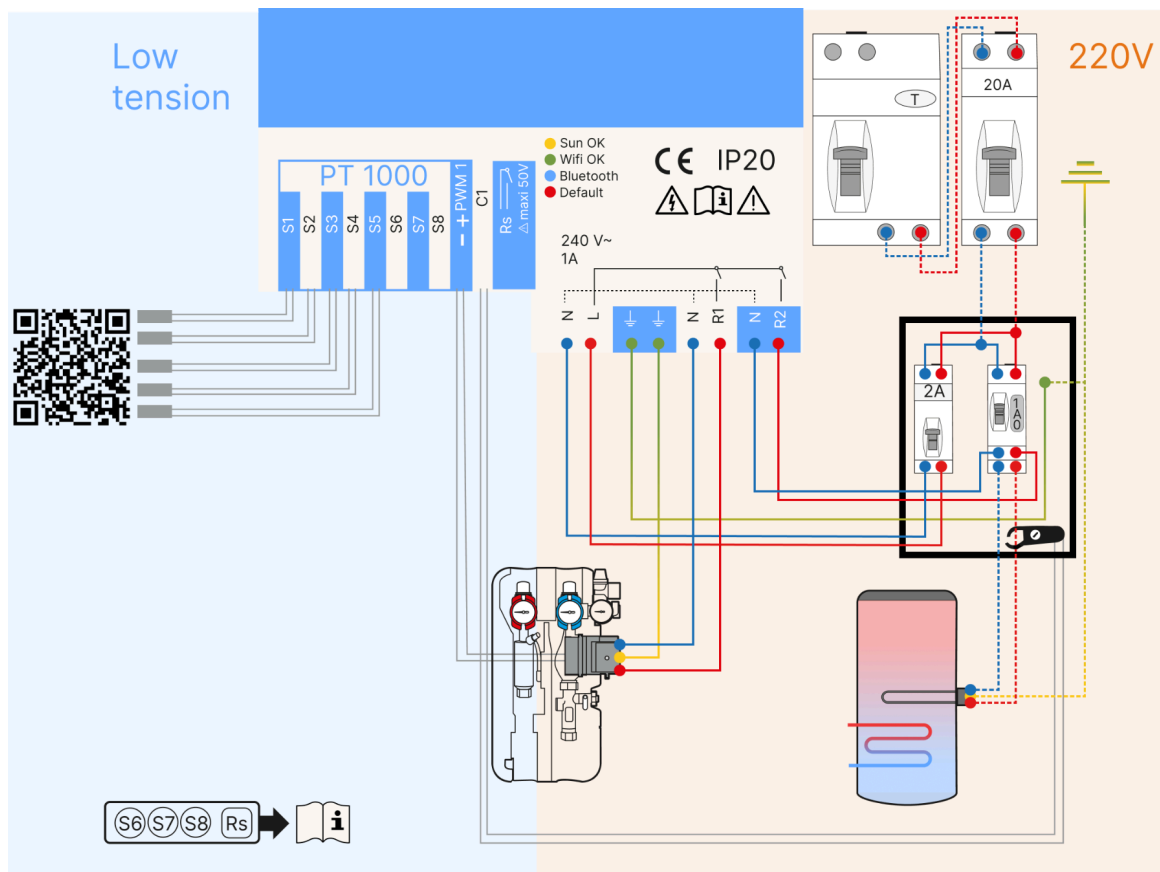 Low
tension
220V
T
20A
Sun OK
Wifi OK
Bluetooth
Default
CE IP20
i
PT 1000
S1
S2
S3
S4
S5
S6
S7
S8
- + PWM 1
C1
Rs
⚠ maxi 50V
240 V~
1A
N
L
N
R1
N
R2
2A
1
A
0
S6 S7 S8 Rs
i